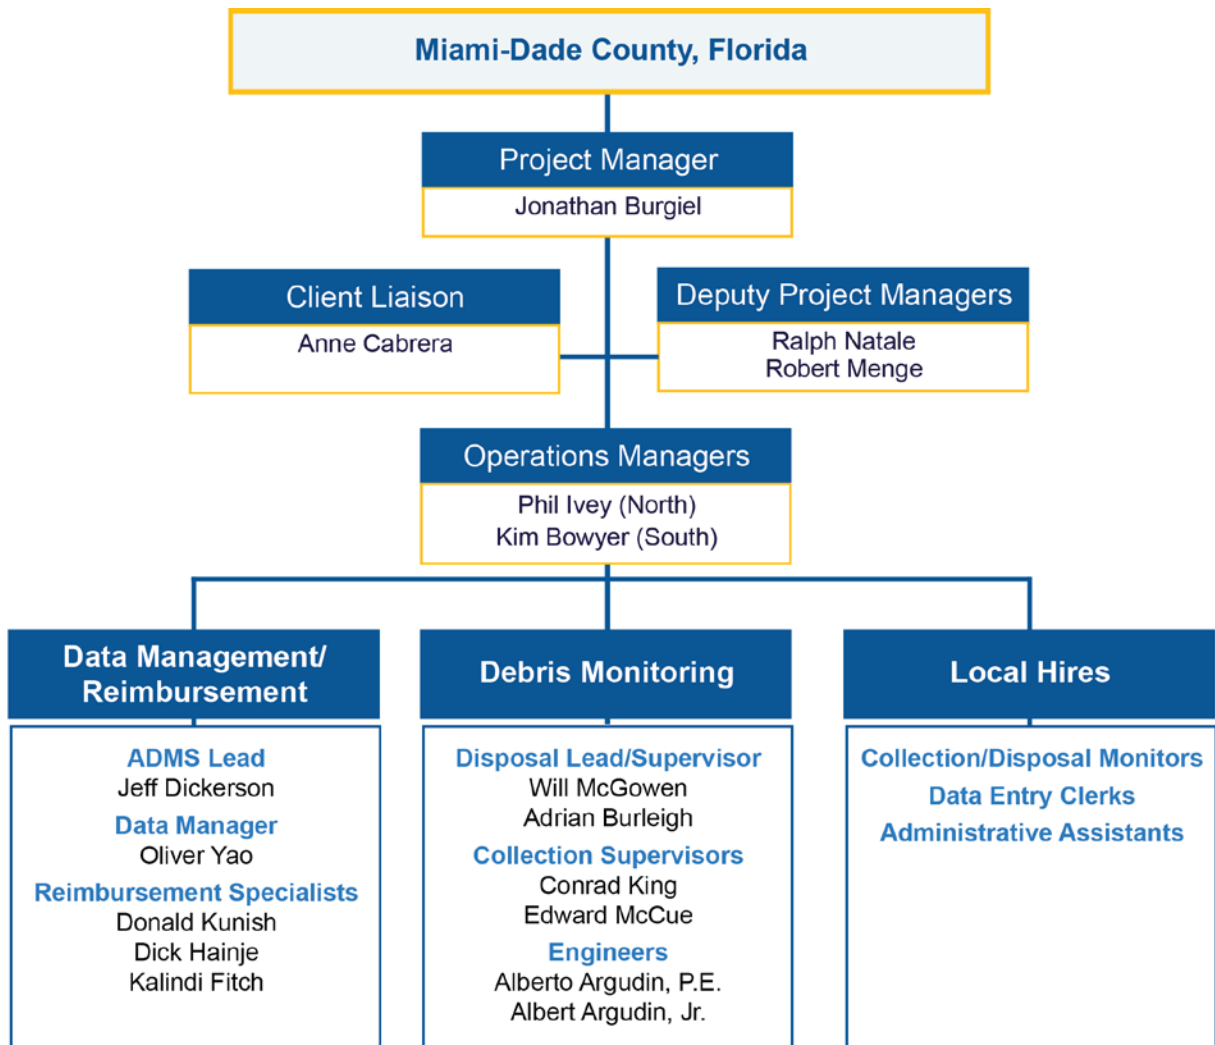 Miami-Dade County, Florida
Project Manager
Jonathan Burgiel
Client Liaison
Anne Cabrera
Deputy Project Managers
Ralph Natale
Robert Menge
Operations Managers
Phil Ivey (North)
Kim Bowyer (South)
Data Management/
Reimbursement
ADMS Lead
Jeff Dickerson
Data Manager
Oliver Yao
Reimbursement Specialists
Donald Kunish
Dick Hainje
Kalindi Fitch
Debris Monitoring
Disposal Lead/Supervisor
Will McGowen
Adrian Burleigh
Collection Supervisors
Conrad King
Edward McCue
Engineers
Alberto Argudin, P.E.
Albert Argudin, Jr.
Local Hires
Collection/Disposal Monitors
Data Entry Clerks
Administrative Assistants